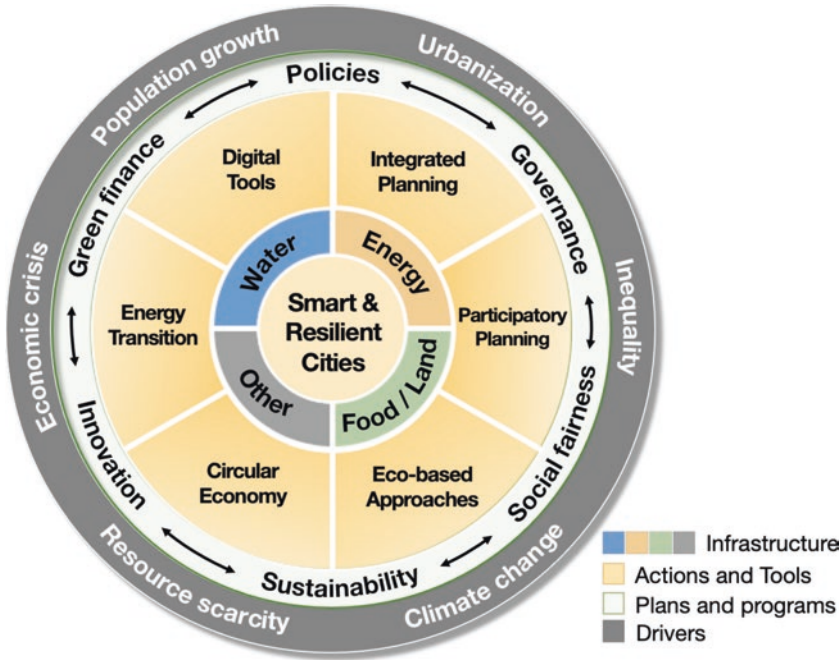 Population growth
Urbanization
Policies
Green finance
Governance
Digital
Tools
Integrated
Planning
Water
Energy
Economic crisis
Inequality
Energy
Transition
Smart &
Resilient
Cities
Participatory
Planning
Other
Food / Land
Innovation
Social fairness
Circular
Economy
Eco-based
Approaches
Sustainability
Resource scarcity
Climate change
Infrastructure
Actions and Tools
Plans and programs
Drivers